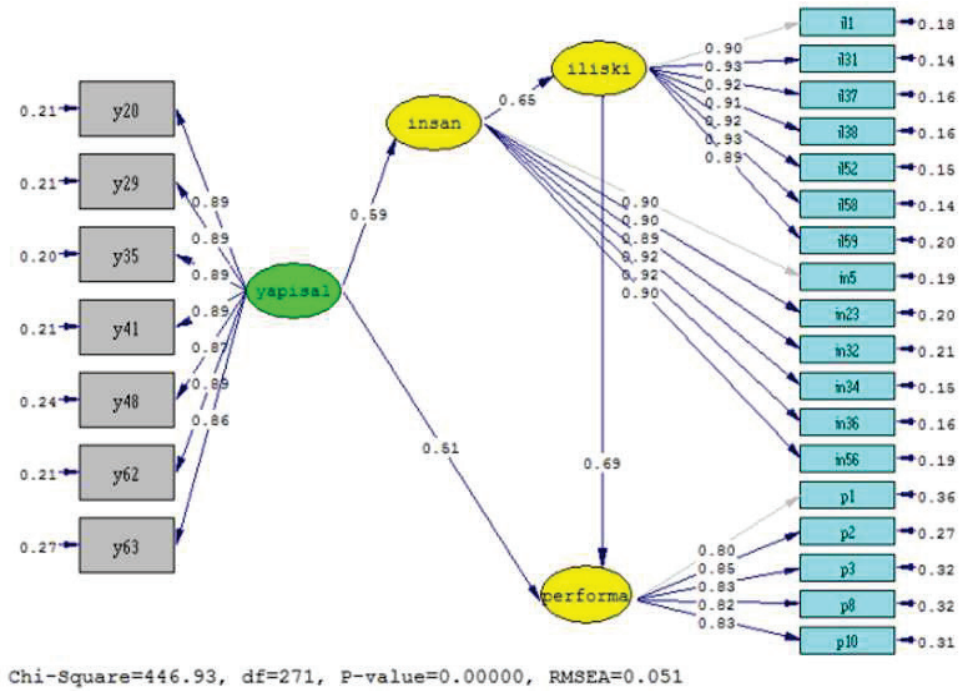 0.21 y20
0.21 y29
0.20 y35
0.21 y41
0.24 y48
0.21 y62
0.27 y63
0.89
0.89
0.89
0.89
0.87
0.89
0.86
yapisal
0.59
insan
0.65
iliski
0.51
0.69
performa
0.90
0.93
0.92
0.91
0.92
0.93
0.89
0.90
0.90
0.89
0.92
0.92
0.90
0.80
0.85
0.83
0.82
0.83
il1 0.18
il31 0.14
il37 0.16
il38 0.16
il52 0.15
il58 0.14
il59 0.20
in5 0.19
in23 0.20
in32 0.21
in34 0.15
in36 0.16
in56 0.19
p1 0.36
p2 0.27
p3 0.32
p8 0.32
p10 0.31
Chi-Square=446.93, df=271, P-value=0.00000, RMSEA=0.051